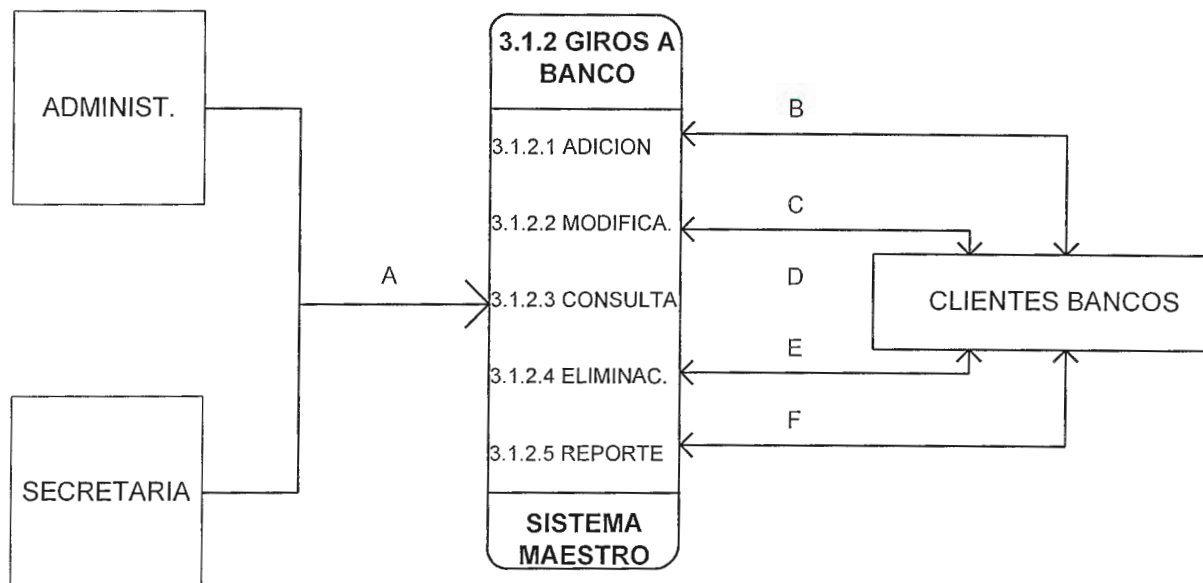 ADMINIST.
SECRETARIA
A
3.1.2 GIROS A
BANCO
3.1.2.1 ADICION
3.1.2.2 MODIFICA.
3.1.2.3 CONSULTA
3.1.2.4 ELIMINAC.
3.1.2.5 REPORTE
SISTEMA
MAESTRO
B
C
D
E
F
CLIENTES BANCOS